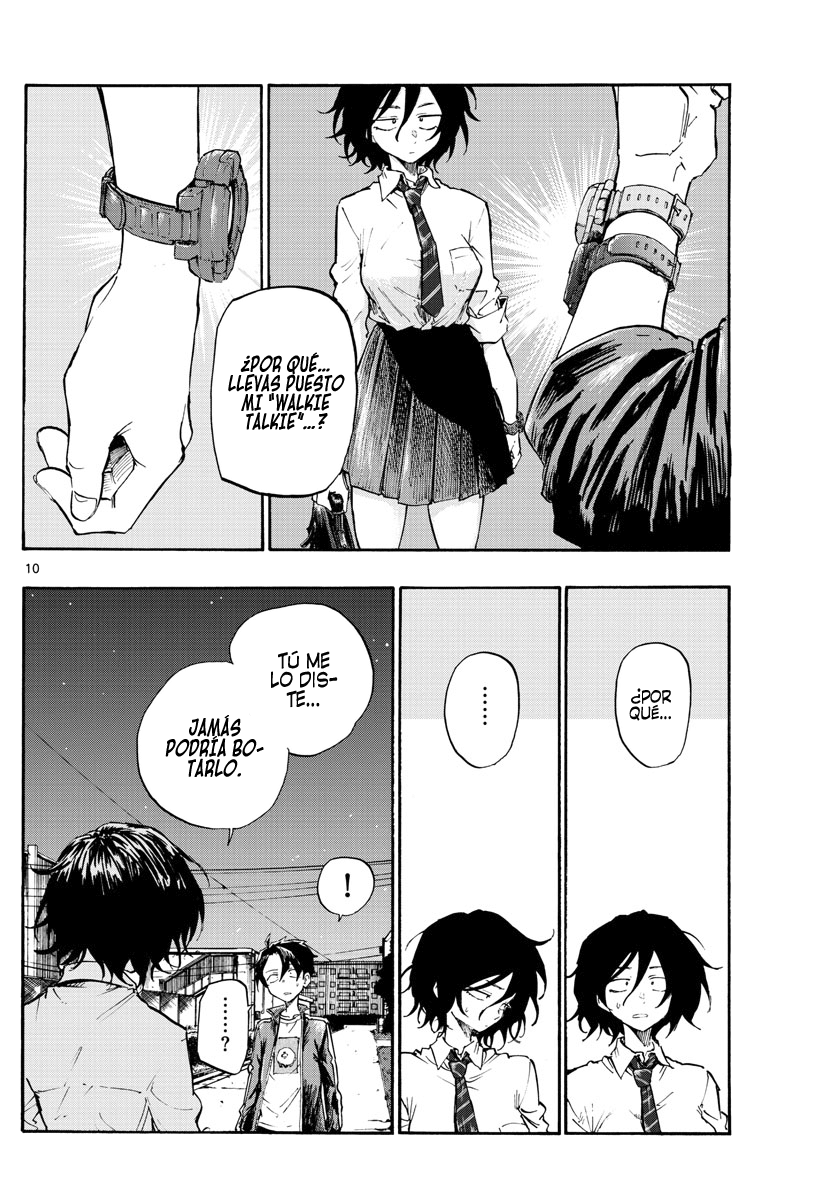 ¿POR QUÉ...
LLEVAS PUESTO
MI "WALKIE
TALKIE"...?
10
¿POR
QUÉ...
......
TÚ ME
LO DIS-
TE...
JAMÁS
PODRÍA BO-
TARLO.
!
......?